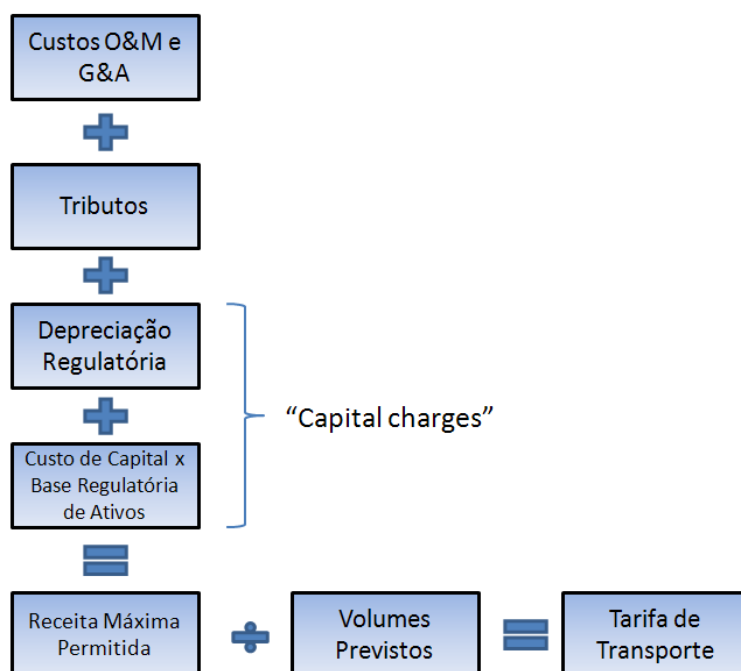 Custos O&M e
G&A
Tributos
Depreciação
Regulatória
“Capital charges”
Custo de Capital x
Base Regulatória
de Ativos
Receita Máxima
Permitida
Volumes
Previstos
Tarifa de
Transporte